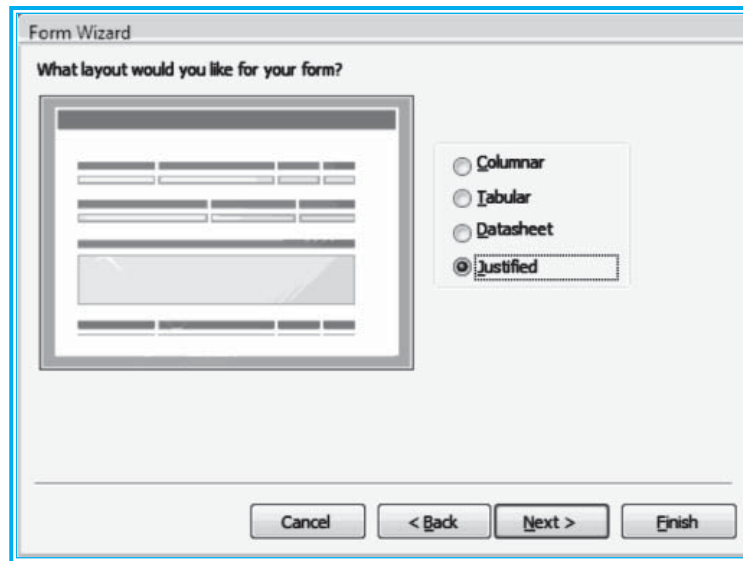 Form Wizard
What layout would you like for your form?
Columnar
Tabular
Datasheet
Justified
Cancel
< Back
Next >
Finish